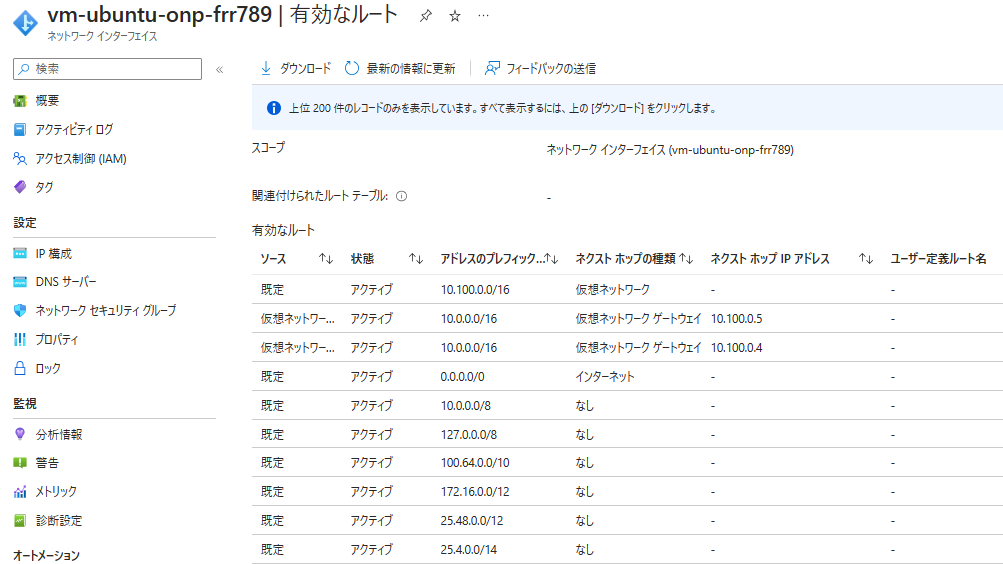 vm-ubuntu-onp-frr789 | 有効なルート ...
ネットワーク インターフェイス
検索 «
ダウンロード 最新の情報に更新 フィードバックの送信
上位 200 件のレコードのみを表示しています。すべて表示するには、上の [ダウンロード] をクリックします。
概要
アクティビティ ログ
アクセス制御 (IAM)
タグ
設定
IP 構成
DNS サーバー
ネットワーク セキュリティ グループ
プロパティ
ロック
監視
分析情報
警告
メトリック
診断設定
オートメーション
スコープ ネットワーク インターフェイス (vm-ubuntu-onp-frr789)
関連付けられたルート テーブル: -
有効なルート
ソース ↑↓ 状態 ↑↓ アドレスのプレフィック...↑↓ ネクスト ホップの種類 ↑↓ ネクスト ホップ IP アドレス ↑↓ ユーザー定義ルート名
既定 アクティブ 10.100.0.0/16 仮想ネットワーク - -
仮想ネットワー... アクティブ 10.0.0.0/16 仮想ネットワーク ゲートウェイ 10.100.0.5 -
仮想ネットワー... アクティブ 10.0.0.0/16 仮想ネットワーク ゲートウェイ 10.100.0.4 -
既定 アクティブ 0.0.0.0/0 インターネット - -
既定 アクティブ 10.0.0.0/8 なし - -
既定 アクティブ 127.0.0.0/8 なし - -
既定 アクティブ 100.64.0.0/10 なし - -
既定 アクティブ 172.16.0.0/12 なし - -
既定 アクティブ 25.48.0.0/12 なし - -
既定 アクティブ 25.4.0.0/14 なし - -